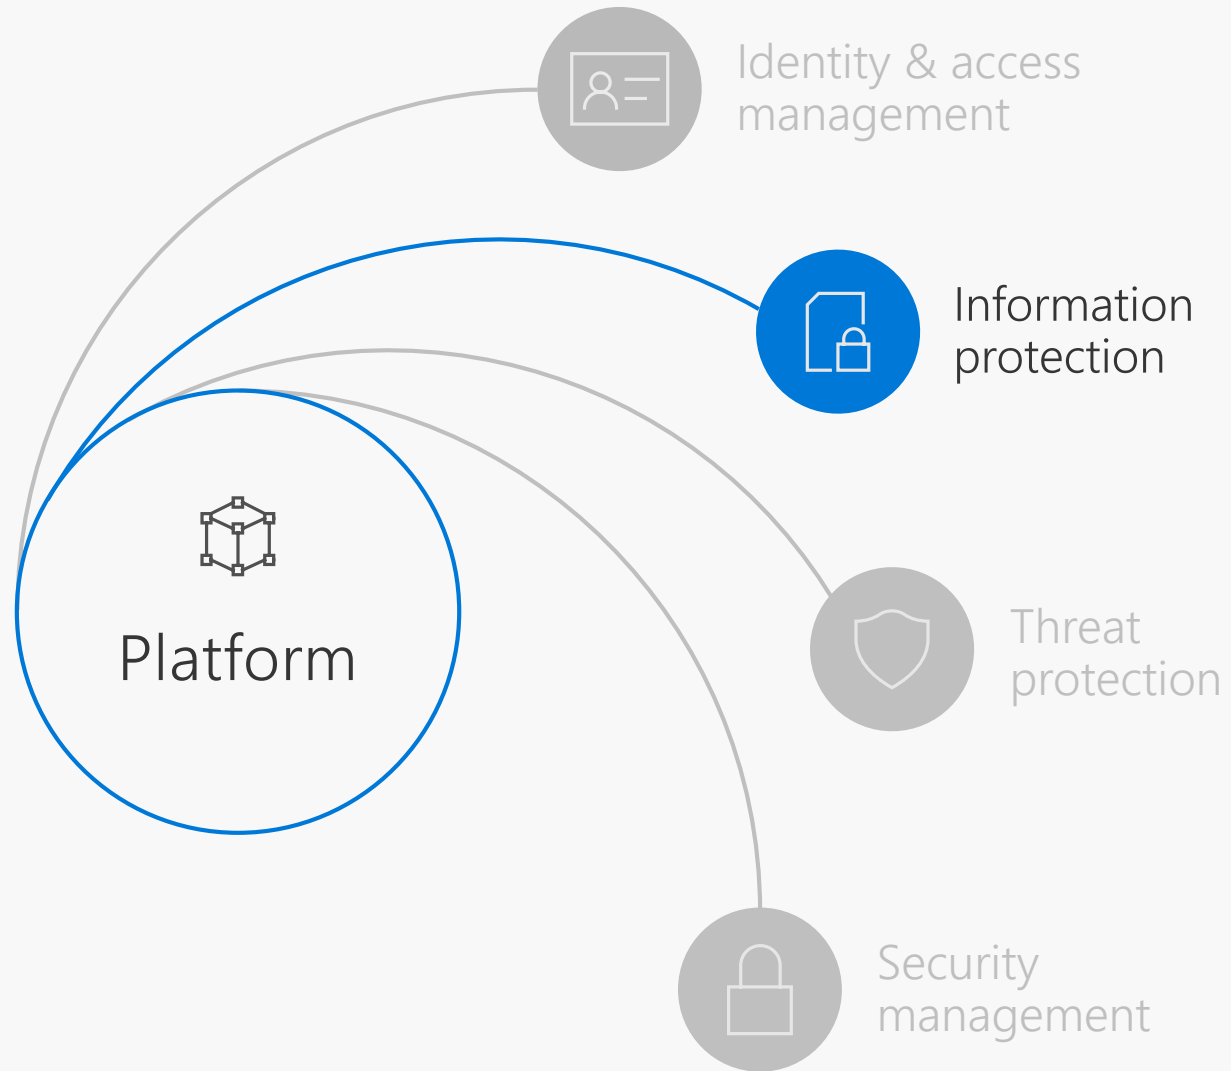 Identity & access
management
Information
protection
Platform
Threat
protection
Security
management